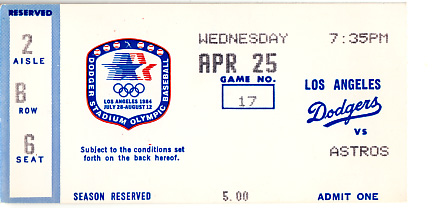 RESERVED
2
AISLE
B
ROW
6
SEAT
DODGER STADIUM OLYMPIC BASEBALL
LOS ANGELES 1984
JULY 28-AUGUST 12
Subject to the conditions set
forth on the back hereof.
SEASON RESERVED
WEDNESDAY 7:35PM
APR 25
GAME NO.
17
LOS ANGELES
Dodgers
VS
ASTROS
5.00
ADMIT ONE